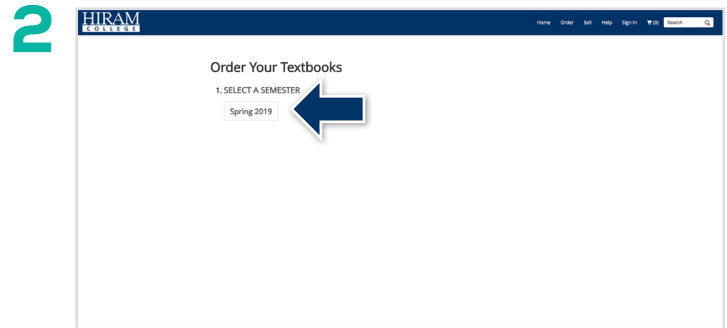 2
HIRAM
COLLEGE
Home Order Sell Help Sign In (0) Search
Order Your Textbooks
1. SELECT A SEMESTER
Spring 2019